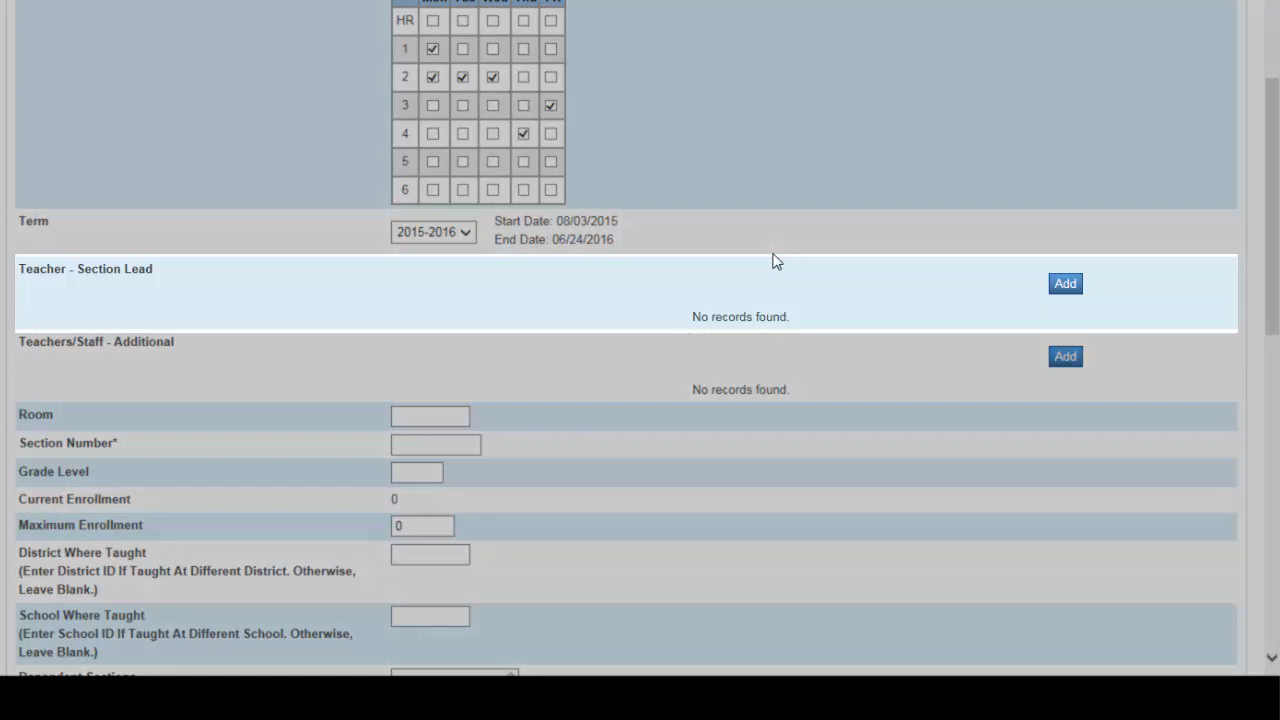 HR
1
2
3
4
5
6
Term
2015-2016
Start Date: 08/03/2015
End Date: 06/24/2016
Teacher - Section Lead
Add
No records found.
Teachers/Staff - Additional
Add
No records found.
Room
Section Number*
Grade Level
Current Enrollment
0
Maximum Enrollment
0
District Where Taught
(Enter District ID If Taught At Different District. Otherwise,
Leave Blank.)
School Where Taught
(Enter School ID If Taught At Different School. Otherwise,
Leave Blank.)